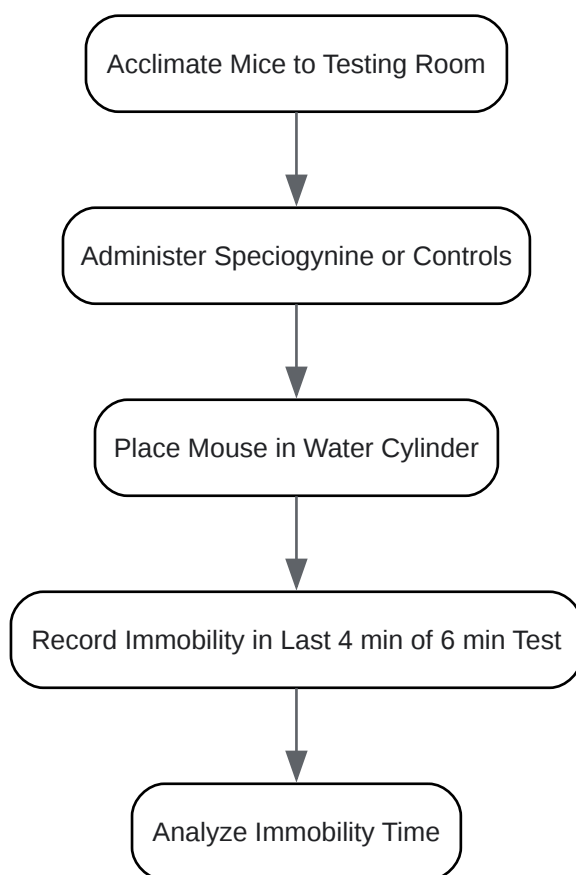 Acclimate Mice to Testing Room
Administer Speciogynine or Controls
Place Mouse in Water Cylinder
Record Immobility in Last 4 min of 6 min Test
Analyze Immobility Time